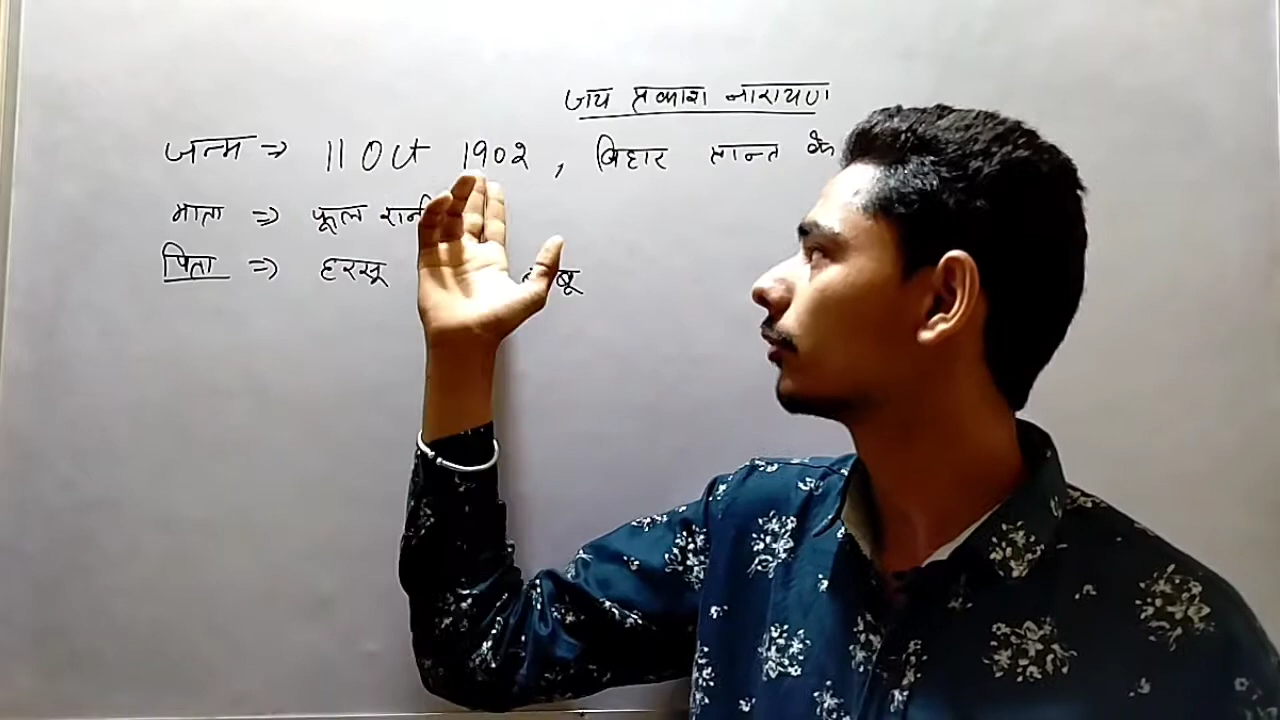 जय प्रकाश नारायण
जन्म ⇒ 11 Oct 1902, बिहार प्रान्त के
माता ⇒ फूल रानी
पिता ⇒ हरसू